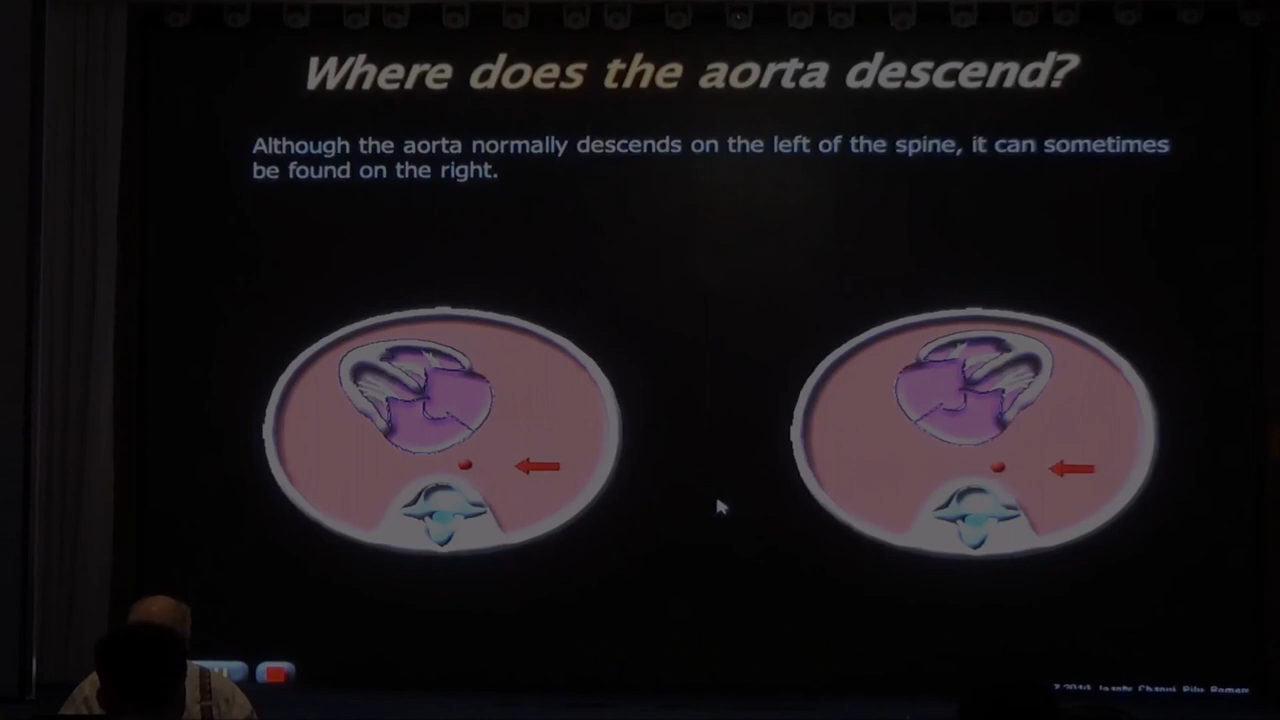 Where does the aorta descend?
Although the aorta normally descends on the left of the spine, it can sometimes
be found on the right.